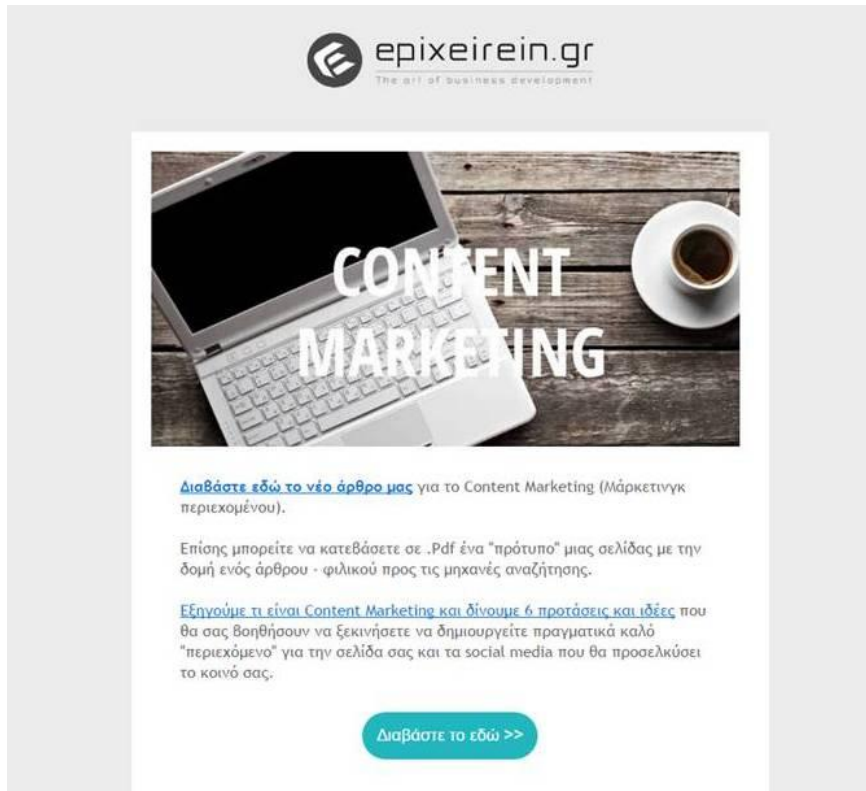 epixeirein.gr
The art of business development
CONTENT
MARKETING
Διαβάστε εδώ το νέο άρθρο μας για το Content Marketing (Μάρκετινγκ
περιεχομένου).
Επίσης μπορείτε να κατεβάσετε σε .Pdf ένα "πρότυπο" μιας σελίδας με την
δομή ενός άρθρου - φιλικού προς τις μηχανές αναζήτησης.
Εξηγούμε τι είναι Content Marketing και δίνουμε 6 προτάσεις και ιδέες που
θα σας βοηθήσουν να ξεκινήσετε να δημιουργείτε πραγματικά καλό
"περιεχόμενο" για την σελίδα σας και τα social media που θα προσελκύσει
το κοινό σας.
Διαβάστε το εδώ >>